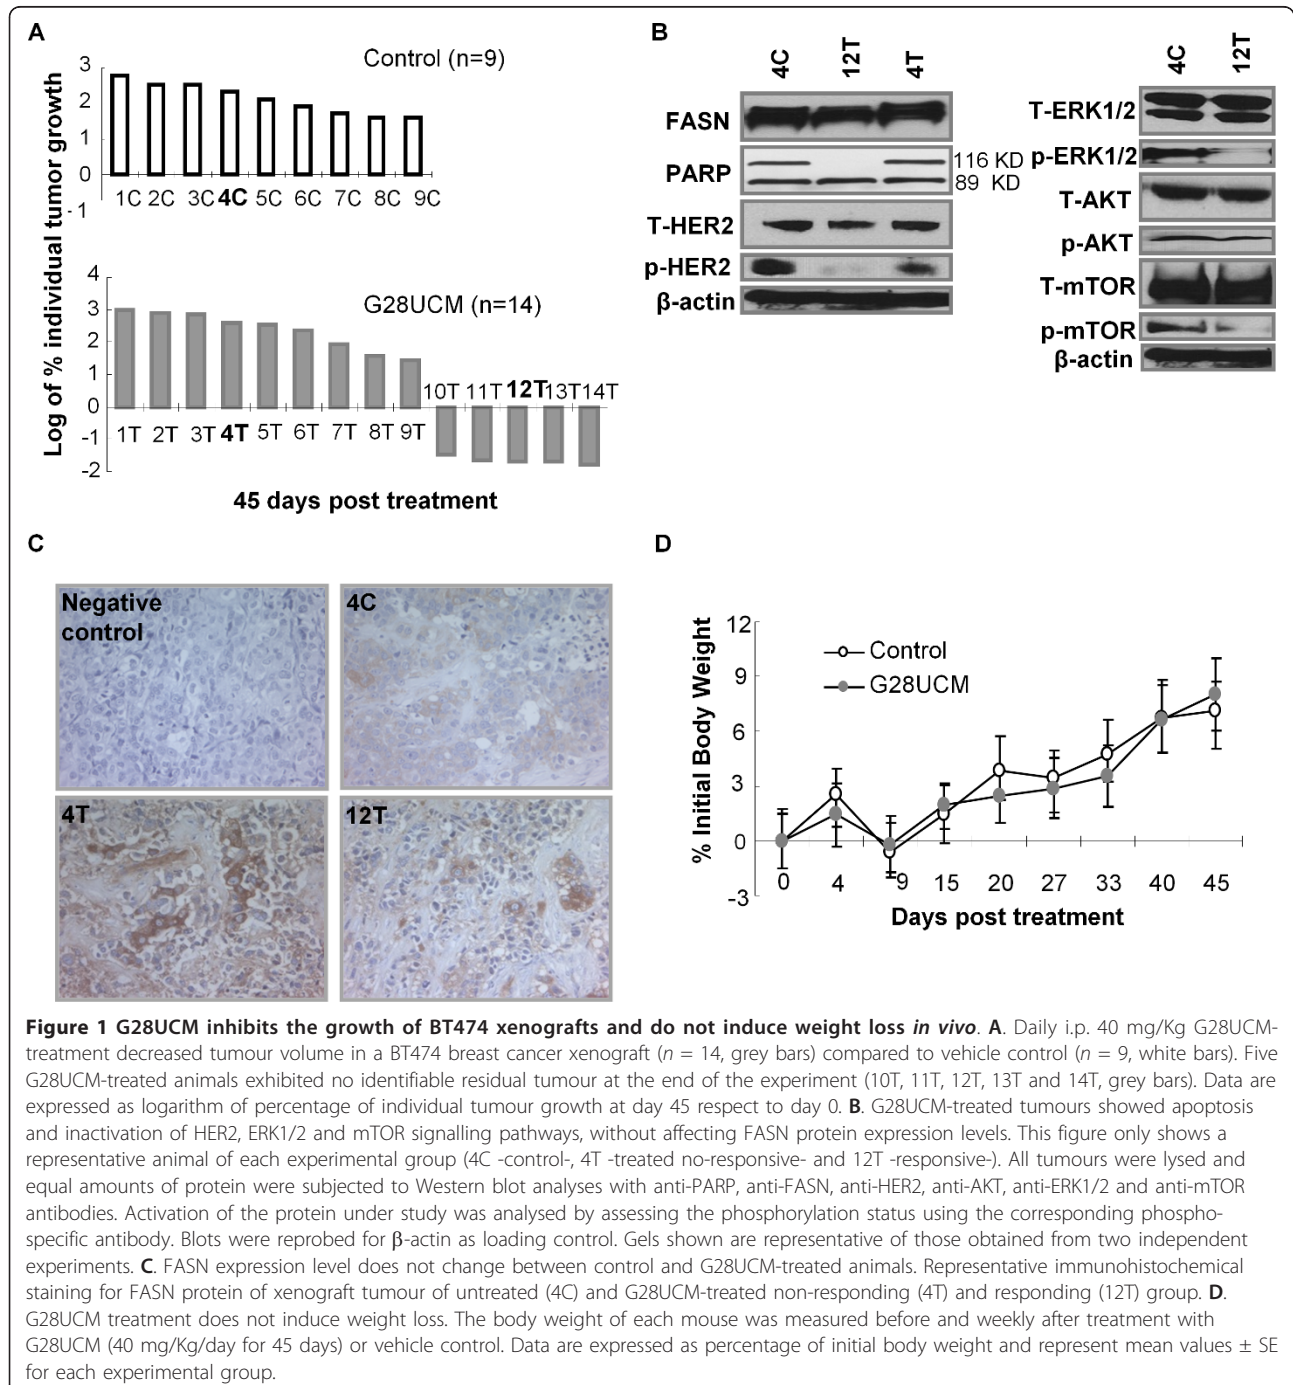 A
Log of % individual tumor growth
Control (n=9)
3
2
1
0
- 1
1C 2C 3C 4C 5C 6C 7C 8C 9C
G28UCM (n=14)
4
3
2
1
0
-1
-2
10T 11T 12T 13T 14T
1T 2T 3T 4T 5T 6T 7T 8T 9T
45 days post treatment
B
4C 12T 4T
FASN
PARP
116 KD
89 KD
T-HER2
p-HER2
β-actin
4C 12T
T-ERK1/2
p-ERK1/2
T-AKT
p-AKT
T-mTOR
p-mTOR
β-actin
C
Negative
control
4C
4T
12T
D
% Initial Body Weight
12
9
6
3
0
-3
Control
G28UCM
0 4 9 15 20 27 33 40 45
Days post treatment
Figure 1 G28UCM inhibits the growth of BT474 xenografts and do not induce weight loss in vivo. A. Daily i.p. 40 mg/Kg G28UCM-
treatment decreased tumour volume in a BT474 breast cancer xenograft (n = 14, grey bars) compared to vehicle control (n = 9, white bars). Five
G28UCM-treated animals exhibited no identifiable residual tumour at the end of the experiment (10T, 11T, 12T, 13T and 14T, grey bars). Data are
expressed as logarithm of percentage of individual tumour growth at day 45 respect to day 0. B. G28UCM-treated tumours showed apoptosis
and inactivation of HER2, ERK1/2 and mTOR signalling pathways, without affecting FASN protein expression levels. This figure only shows a
representative animal of each experimental group (4C -control-, 4T -treated no-responsive- and 12T -responsive-). All tumours were lysed and
equal amounts of protein were subjected to Western blot analyses with anti-PARP, anti-FASN, anti-HER2, anti-AKT, anti-ERK1/2 and anti-mTOR
antibodies. Activation of the protein under study was analysed by assessing the phosphorylation status using the corresponding phospho-
specific antibody. Blots were reprobed for β-actin as loading control. Gels shown are representative of those obtained from two independent
experiments. C. FASN expression level does not change between control and G28UCM-treated animals. Representative immunohistochemical
staining for FASN protein of xenograft tumour of untreated (4C) and G28UCM-treated non-responding (4T) and responding (12T) group. D.
G28UCM treatment does not induce weight loss. The body weight of each mouse was measured before and weekly after treatment with
G28UCM (40 mg/Kg/day for 45 days) or vehicle control. Data are expressed as percentage of initial body weight and represent mean values ± SE
for each experimental group.